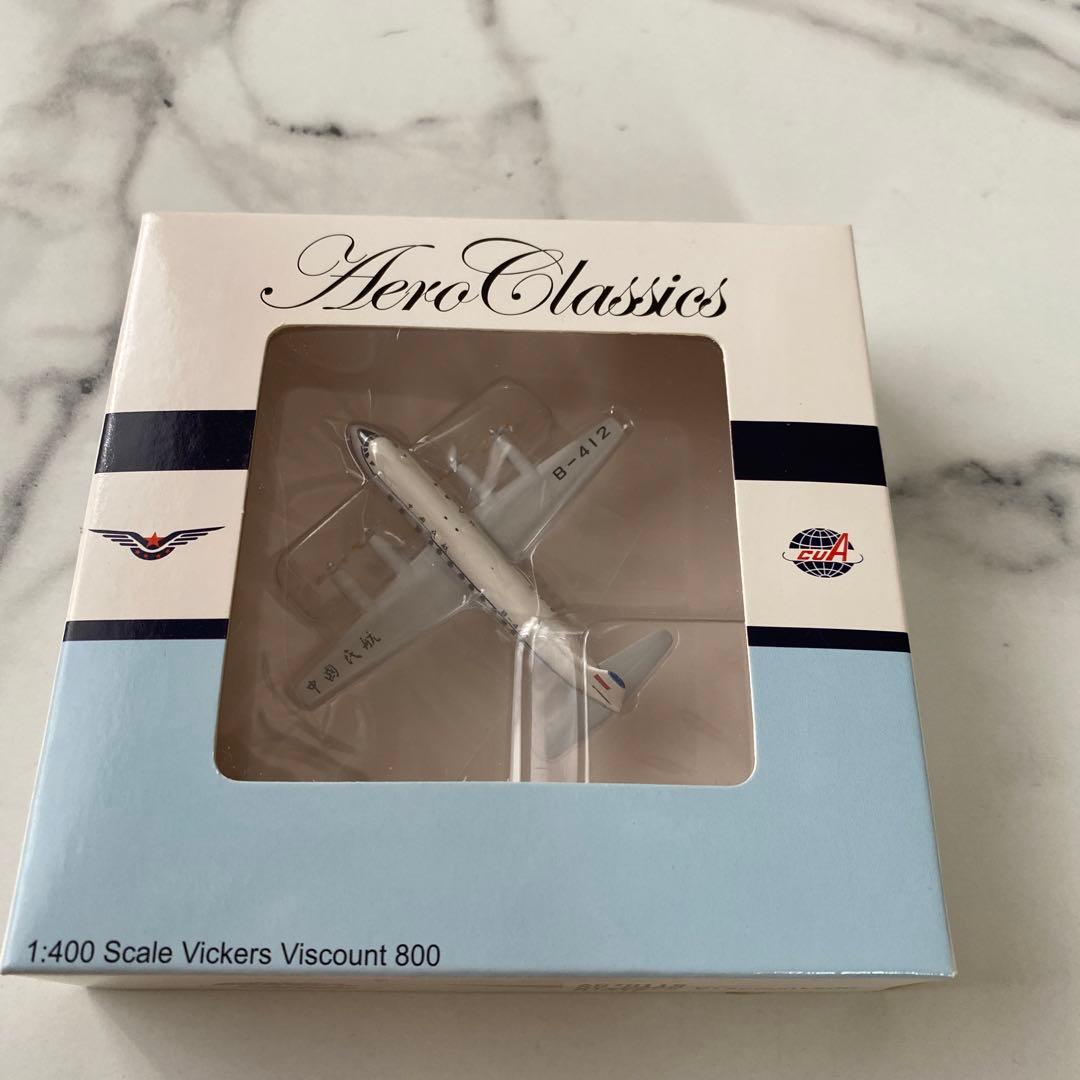 AeroClassics
B-412
CUA
中國民航
1:400 Scale Vickers Viscount 800